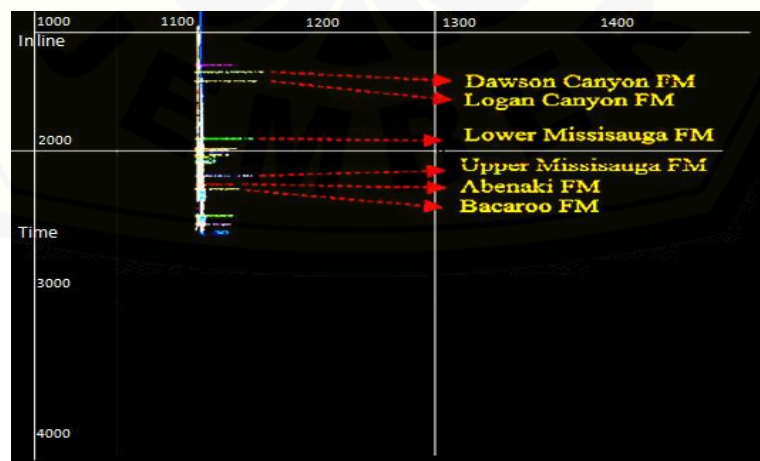 1000 1100 1200 1300 1400
Inline
Dawson Canyon FM
Logan Canyon FM
Lower Missisauga FM
2000
Upper Missisauga FM
Abenaki FM
Bacaroo FM
Time
3000
4000